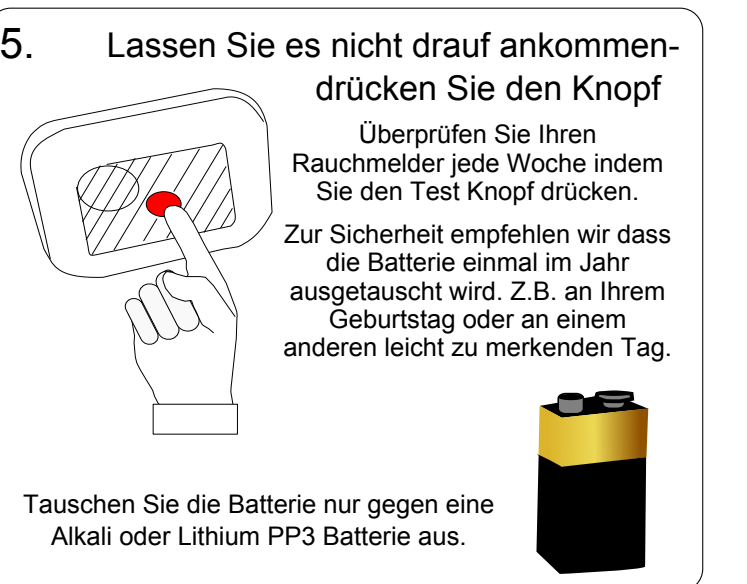 5. Lassen Sie es nicht drauf ankommen-
drücken Sie den Knopf
Überprüfen Sie Ihren
Rauchmelder jede Woche indem
Sie den Test Knopf drücken.
Zur Sicherheit empfehlen wir dass
die Batterie einmal im Jahr
ausgetauscht wird. Z.B. an Ihrem
Geburtstag oder an einem
anderen leicht zu merkenden Tag.
Tauschen Sie die Batterie nur gegen eine
Alkali oder Lithium PP3 Batterie aus.